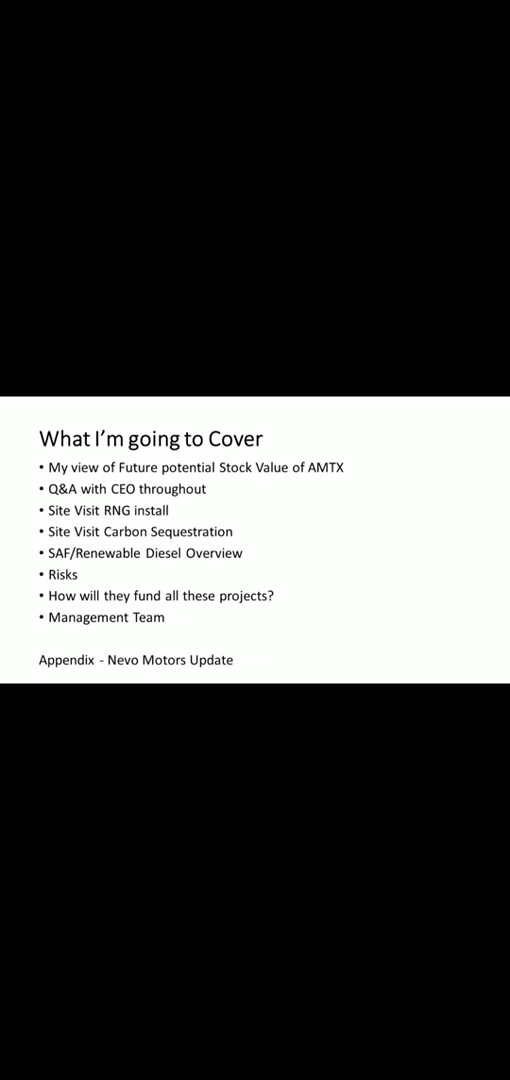 What I'm going to Cover
• My view of Future potential Stock Value of AMTX
• Q&A with CEO throughout
• Site Visit RNG install
• Site Visit Carbon Sequestration
• SAF/Renewable Diesel Overview
• Risks
• How will they fund all these projects?
• Management Team
Appendix - Nevo Motors Update